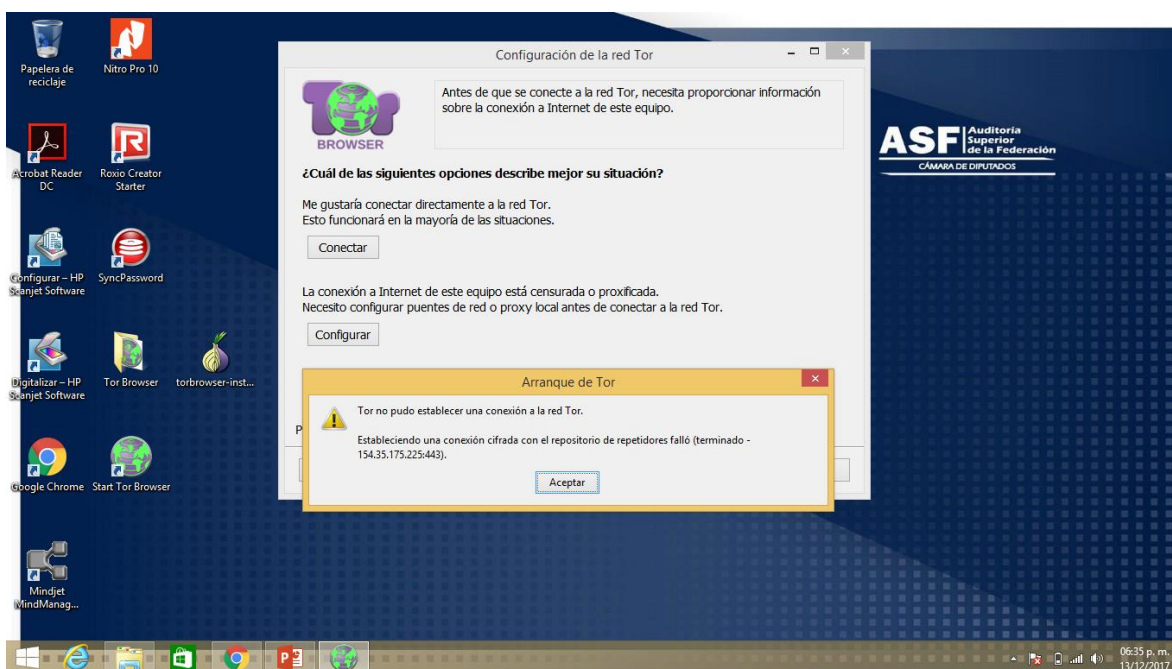 Papelera de
reciclaje
Nitro Pro 10
Acrobat Reader
DC
Roxio Creator
Starter
Configurar – HP
Scanjet Software
SyncPassword
Digitalizar – HP
Scanjet Software
Tor Browser
torbrowser-inst...
Google Chrome
Start Tor Browser
Mindjet
MindManag...
Configuración de la red Tor
Tor
BROWSER
Antes de que se conecte a la red Tor, necesita proporcionar información
sobre la conexión a Internet de este equipo.
¿Cuál de las siguientes opciones describe mejor su situación?
Me gustaría conectar directamente a la red Tor.
Esto funcionará en la mayoría de las situaciones.
Conectar
La conexión a Internet de este equipo está censurada o proxificada.
Necesito configurar puentes de red o proxy local antes de conectar a la red Tor.
Configurar
P
Arranque de Tor
Tor no pudo establecer una conexión a la red Tor.
Estableciendo una conexión cifrada con el repositorio de repetidores falló (terminado -
154.35.175.225:443).
Aceptar
ASF Auditoría
Superior
de la Federación
CÁMARA DE DIPUTADOS
06:35 p. m.
13/12/2017